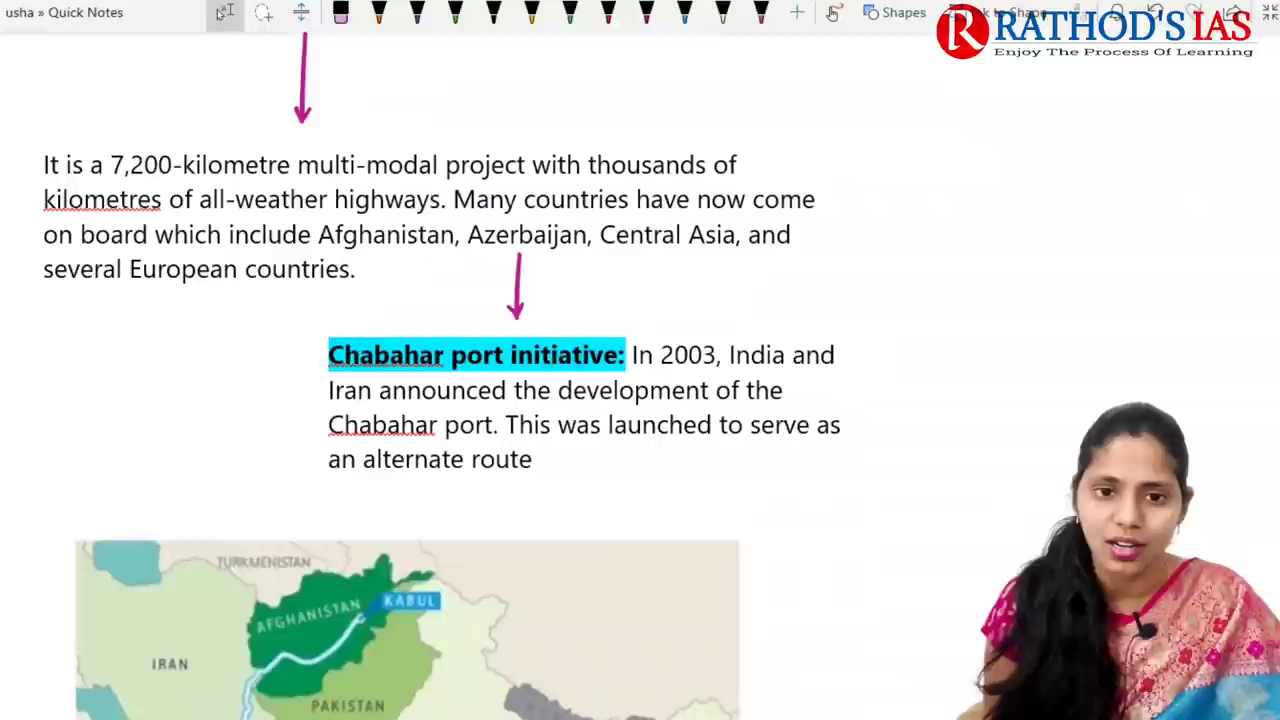 usha » Quick Notes
Shapes
to Shape
RATHOD'S IAS
Enjoy The Process Of Learning
It is a 7,200-kilometre multi-modal project with thousands of
kilometres of all-weather highways. Many countries have now come
on board which include Afghanistan, Azerbaijan, Central Asia, and
several European countries.
Chabahar port initiative: In 2003, India and
Iran announced the development of the
Chabahar port. This was launched to serve as
an alternate route
TURKMENISTAN
AFGHANISTAN
KABUL
IRAN
PAKISTAN